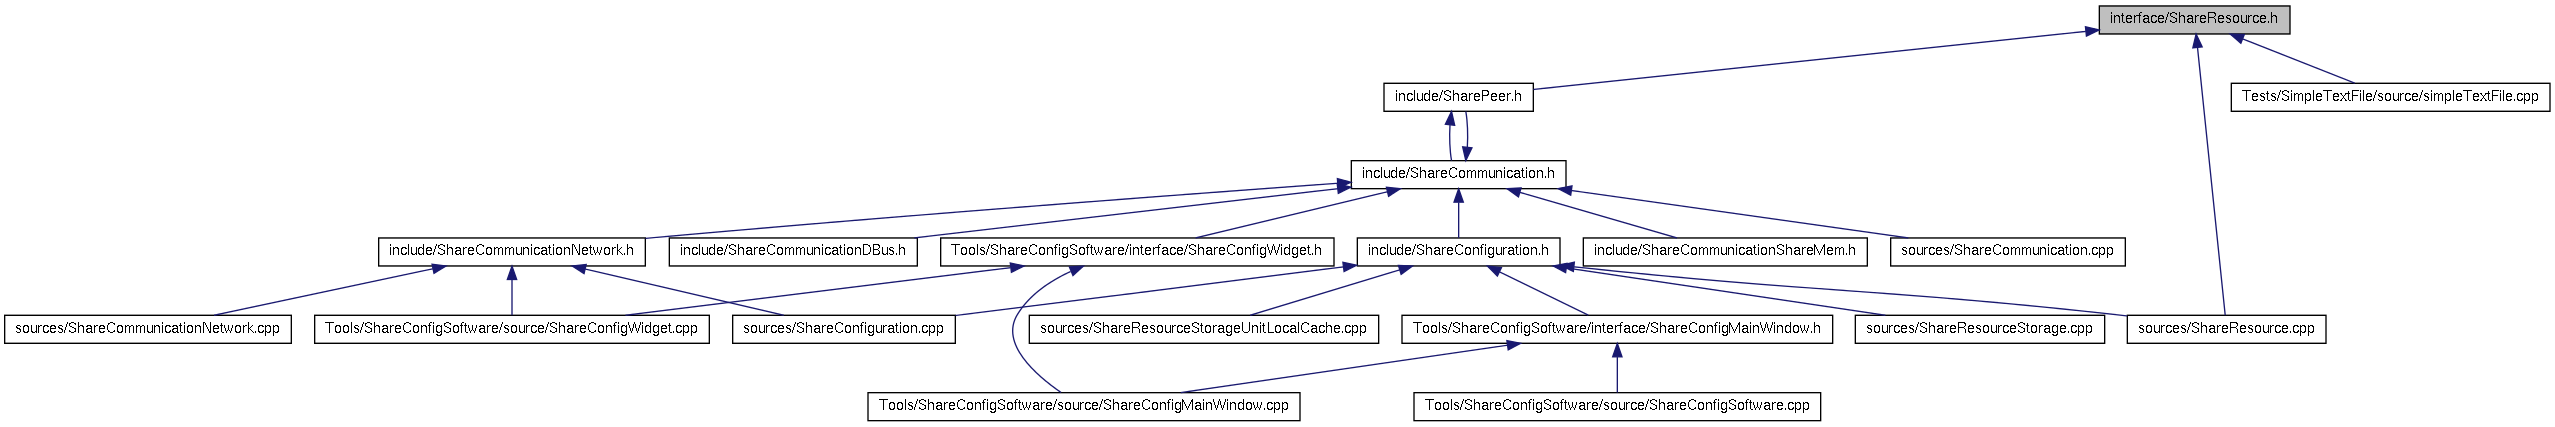 interface/ShareResource.h
include/SharePeer.h
Tests/SimpleTextFile/source/simpleTextFile.cpp
include/ShareCommunication.h
include/ShareCommunicationNetwork.h
include/ShareCommunicationDBus.h
Tools/ShareConfigSoftware/interface/ShareConfigWidget.h
include/ShareConfiguration.h
include/ShareCommunicationShareMem.h
sources/ShareCommunication.cpp
sources/ShareCommunicationNetwork.cpp
Tools/ShareConfigSoftware/source/ShareConfigWidget.cpp
sources/ShareConfiguration.cpp
sources/ShareResourceStorageUnitLocalCache.cpp
Tools/ShareConfigSoftware/interface/ShareConfigMainWindow.h
sources/ShareResourceStorage.cpp
sources/ShareResource.cpp
Tools/ShareConfigSoftware/source/ShareConfigMainWindow.cpp
Tools/ShareConfigSoftware/source/ShareConfigSoftware.cpp